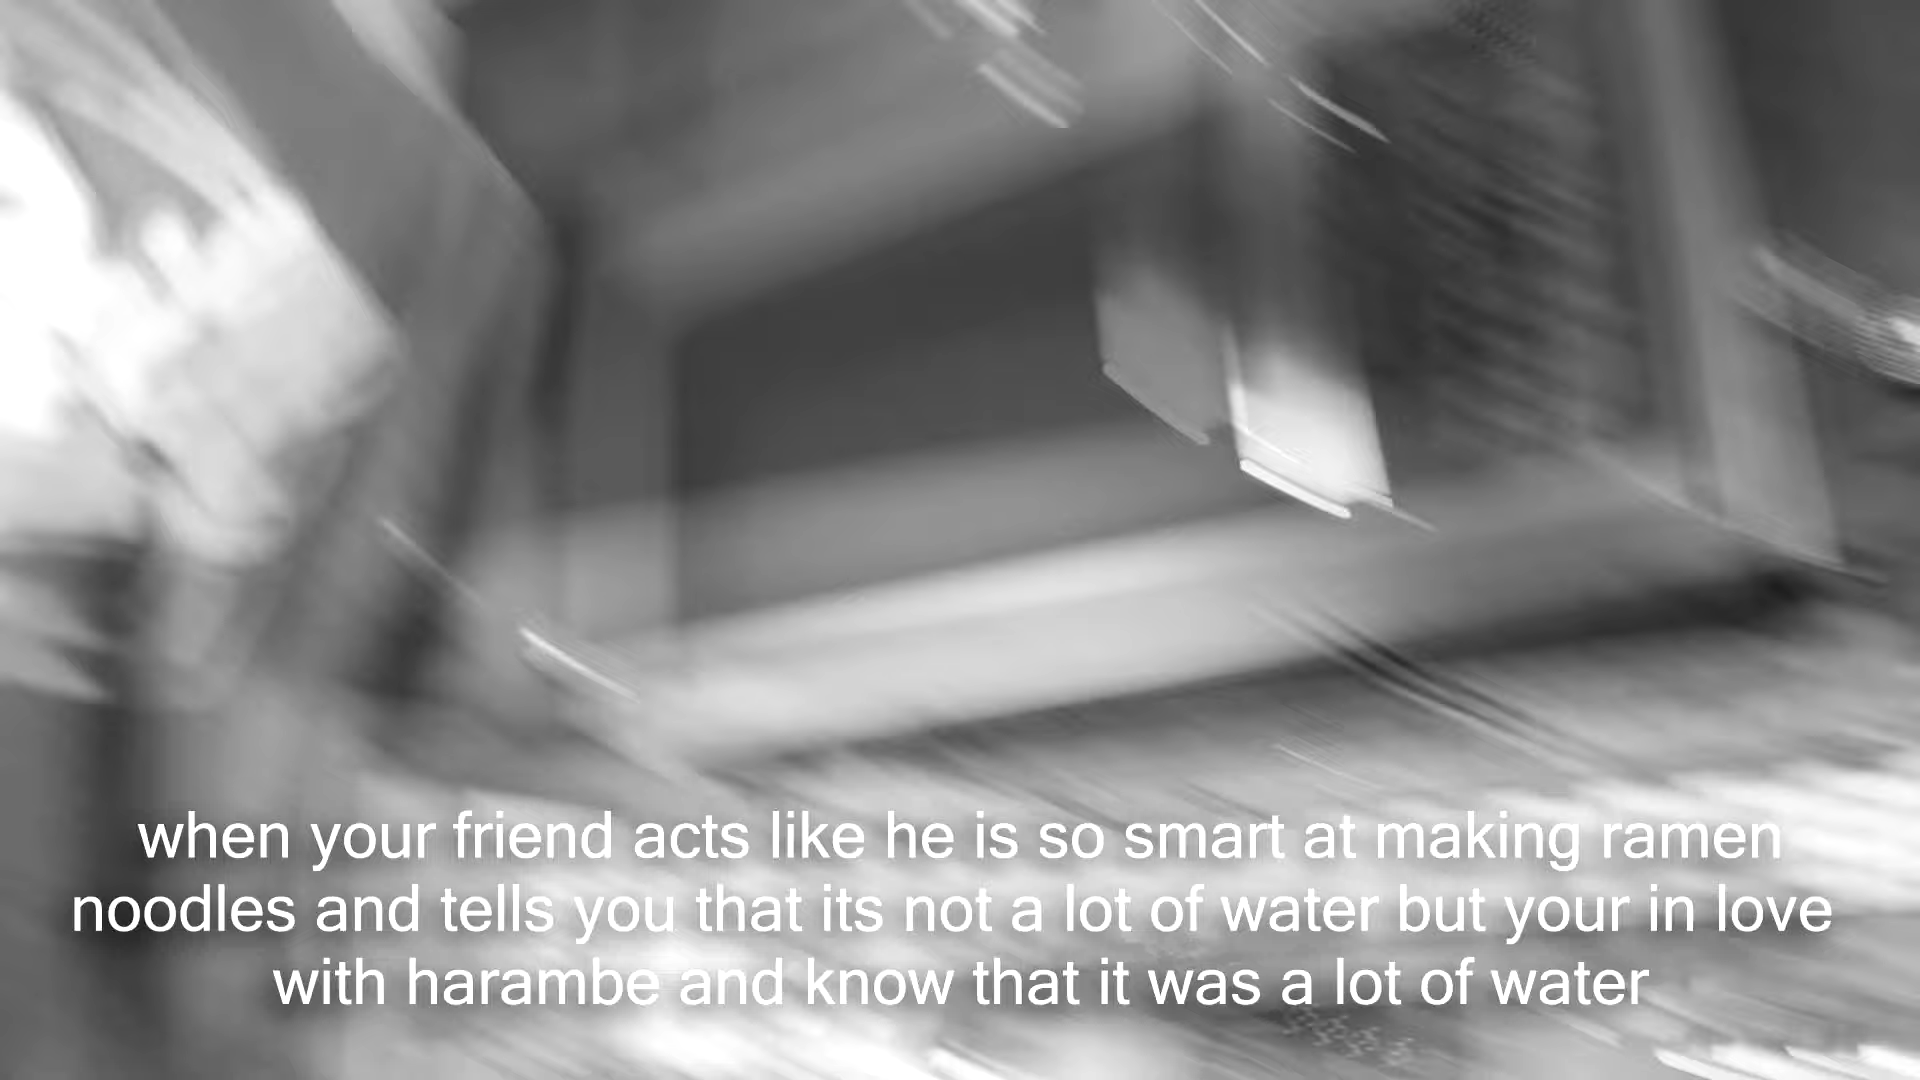 when your friend acts like he is so smart at making ramen
noodles and tells you that its not a lot of water but your in love
with harambe and know that it was a lot of water